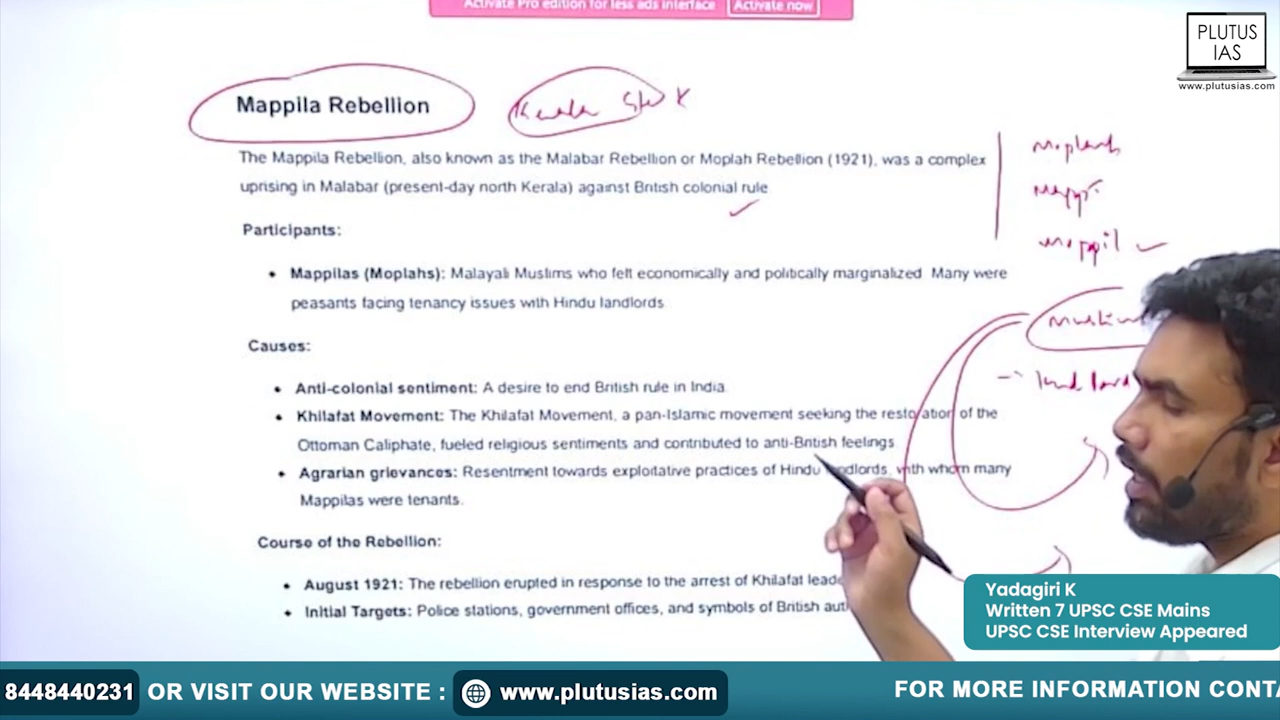 Activate Pro edition for less ads interface Activate now
PLUTUS
IAS
www.plutusias.com
Mappila Rebellion
Kerala
The Mappila Rebellion, also known as the Malabar Rebellion or Moplah Rebellion (1921), was a complex
uprising in Malabar (present-day north Kerala) against British colonial rule
Participants:
Mappilas (Moplahs): Malayali Muslims who felt economically and politically marginalized Many were
peasants facing tenancy issues with Hindu landlords
Causes:
Anti-colonial sentiment: A desire to end British rule in India
Khilafat Movement: The Khilafat Movement, a pan-Islamic movement seeking the restoration of the
Ottoman Caliphate, fueled religious sentiments and contributed to anti-British feelings
Agrarian grievances: Resentment towards exploitative practices of Hindu landlords, with whom many
Mappilas were tenants.
Course of the Rebellion:
August 1921: The rebellion erupted in response to the arrest of Khilafat
Initial Targets: Police stations, government offices, and symbols of British
Yadagiri K
Written 7 UPSC CSE Mains
UPSC CSE Interview Appeared
8448440231 OR VISIT OUR WEBSITE : www.plutusias.com FOR MORE INFORMATION